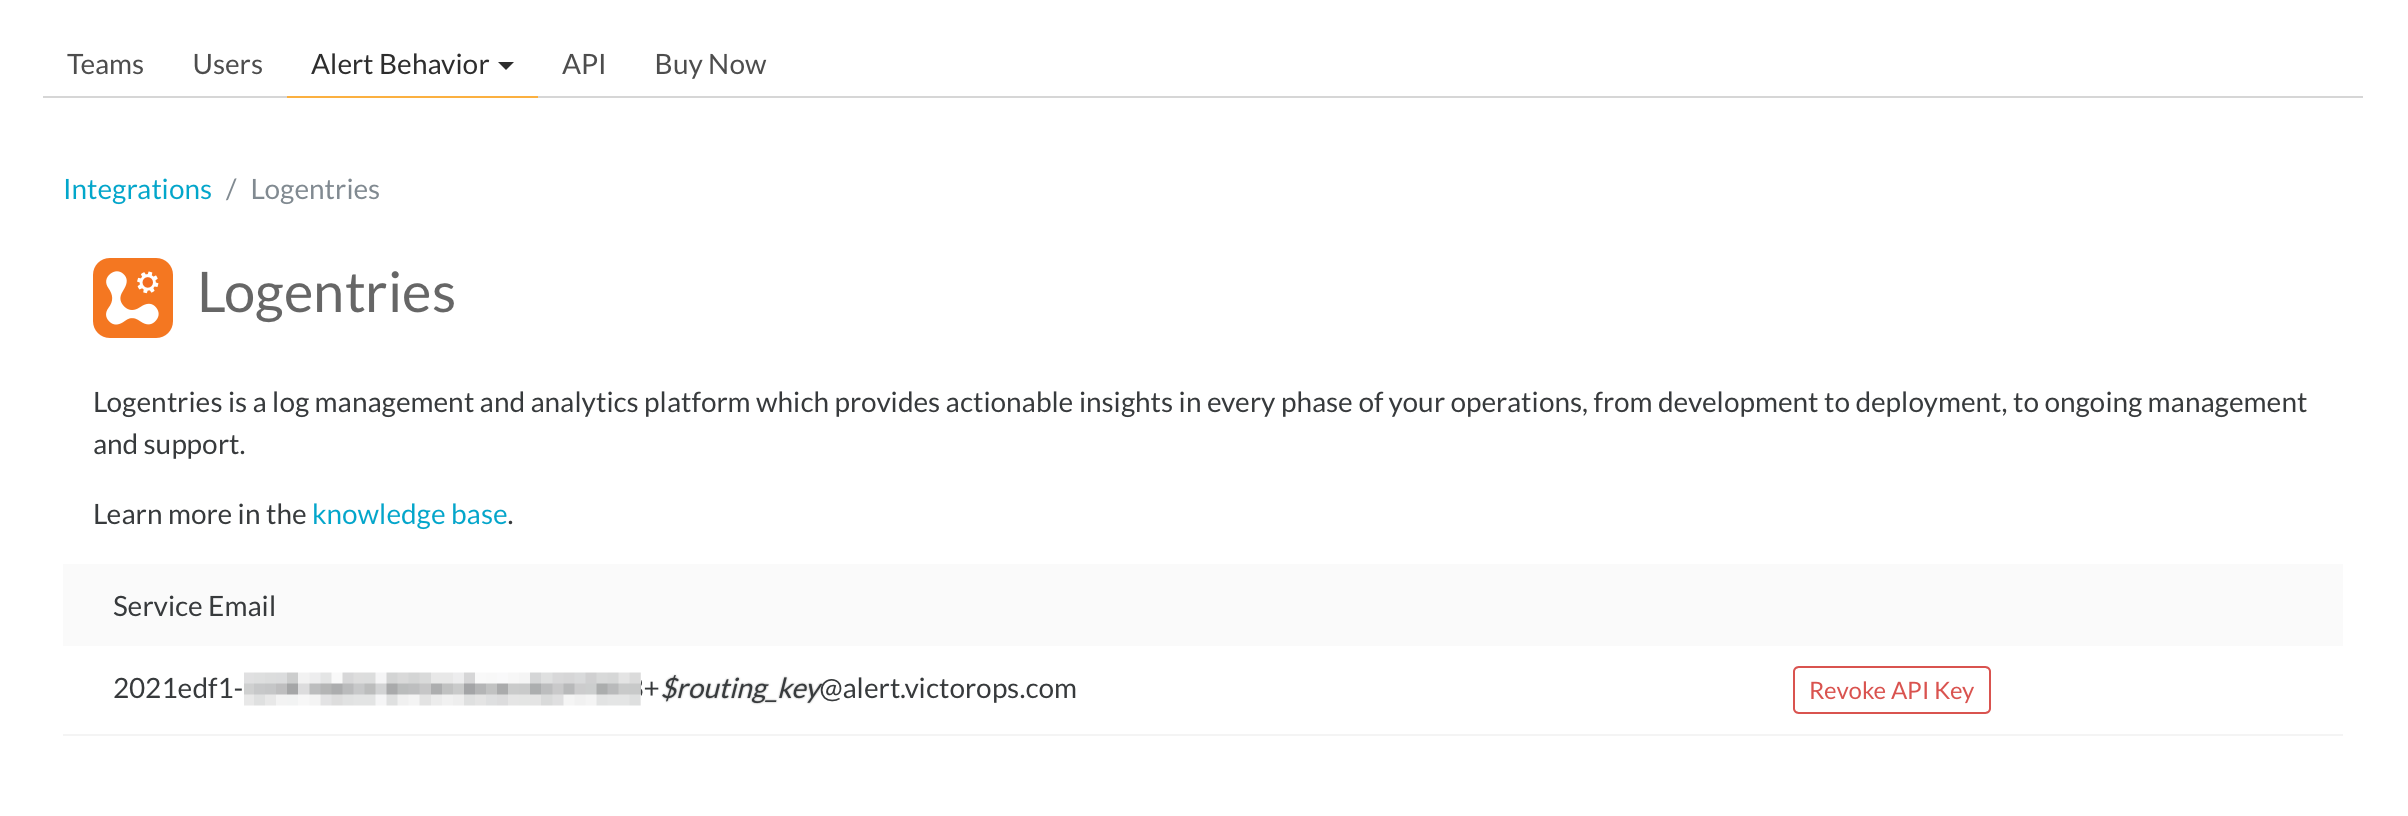 Teams Users Alert Behavior API Buy Now
Integrations / Logentries
Logentries
Logentries is a log management and analytics platform which provides actionable insights in every phase of your operations, from development to deployment, to ongoing management
and support.
Learn more in the knowledge base.
Service Email
2021edf1- +$routing_key@alert.victorops.com Revoke API Key